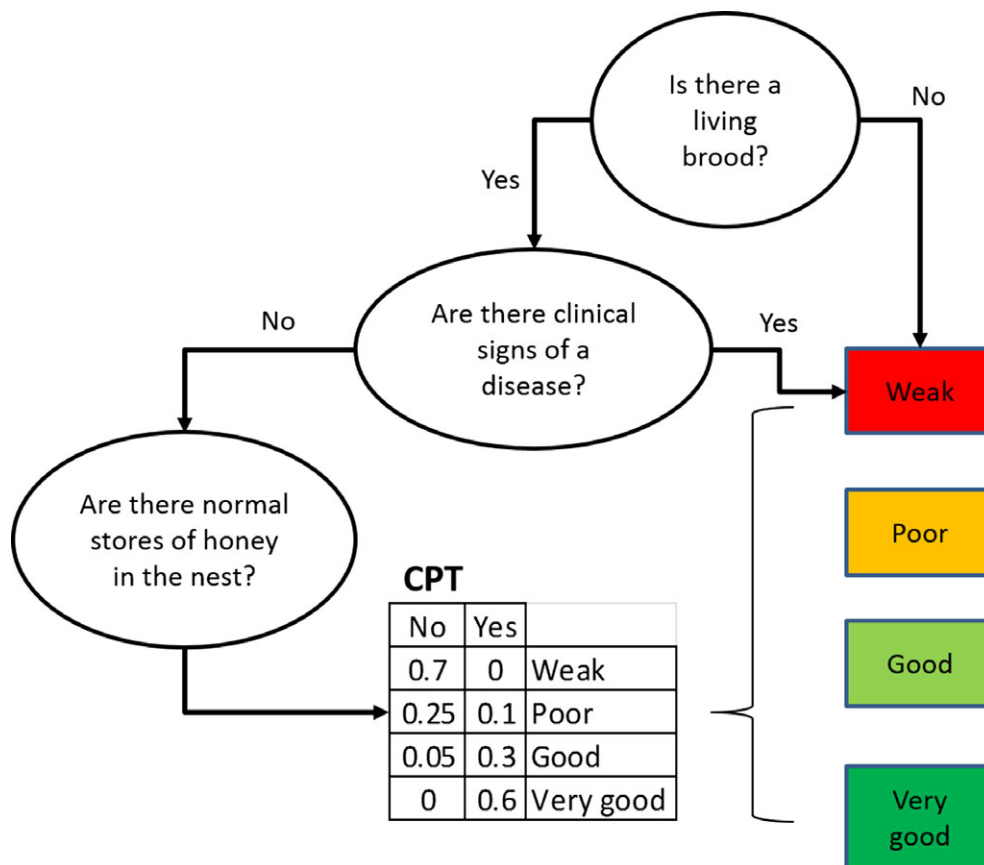 Is there a
living
brood?
No
Yes
Are there clinical
signs of a
disease?
No
Yes
Weak
Are there normal
stores of honey
in the nest?
Poor
CPT
No Yes
0.7 0 Weak
0.25 0.1 Poor
0.05 0.3 Good
0 0.6 Very good
Good
Very
good